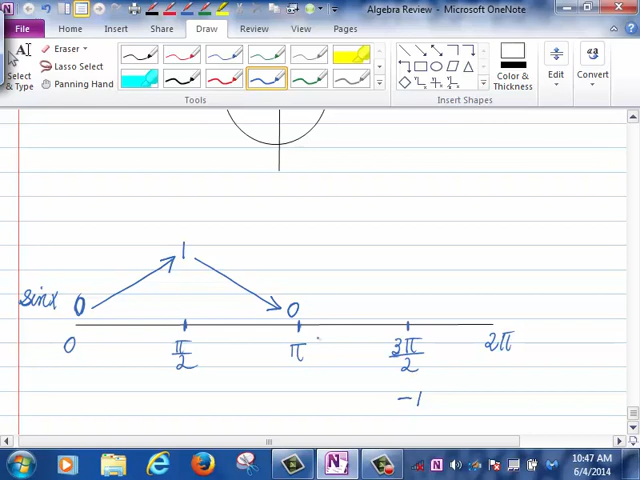 Algebra Review - Microsoft OneNote
File Home Insert Share Draw Review View
Select & Type
Eraser
Lasso Select
Panning Hand
Color & Thickness
Edit
Convert
Tools
Insert Shapes
1
sinx 0 0
0 π/2 π 3π/2 2π
-1
10:47 AM
6/4/2014